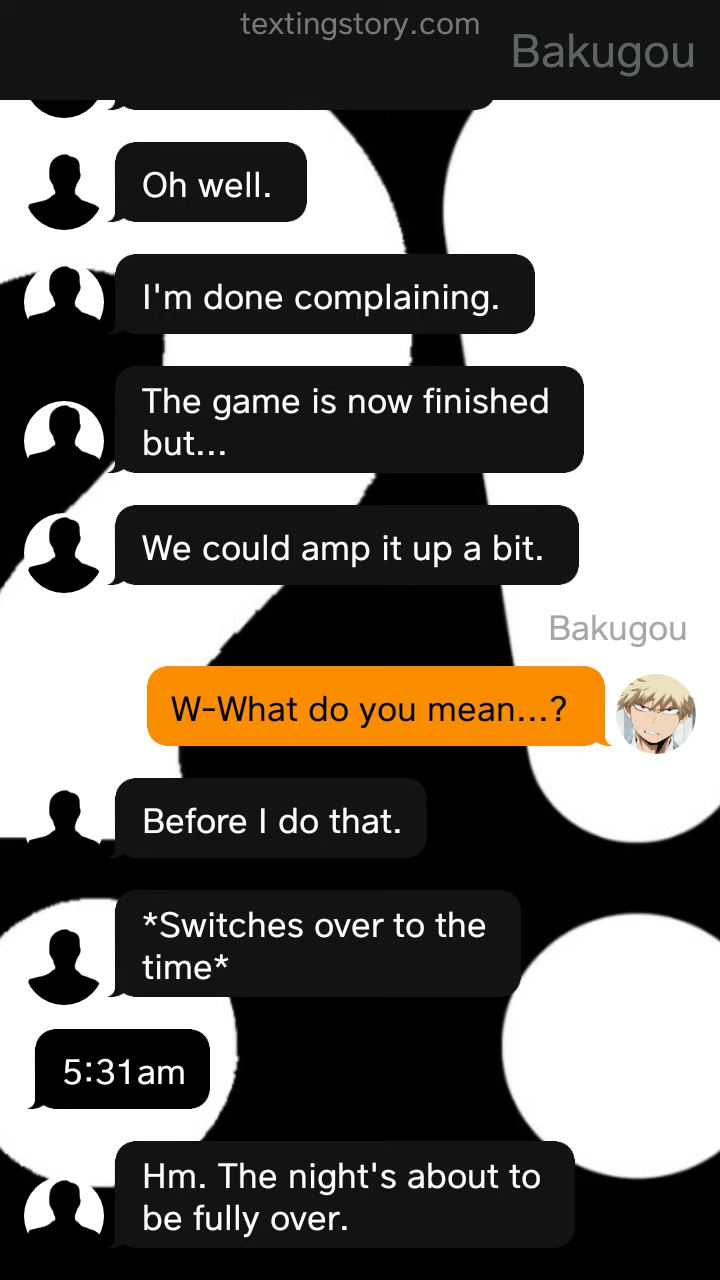 textingstory.com
Bakugou
Oh well.
I'm done complaining.
The game is now finished
but...
We could amp it up a bit.
Bakugou
W-What do you mean...?
Before I do that.
*Switches over to the
time*
5:31am
Hm. The night's about to
be fully over.